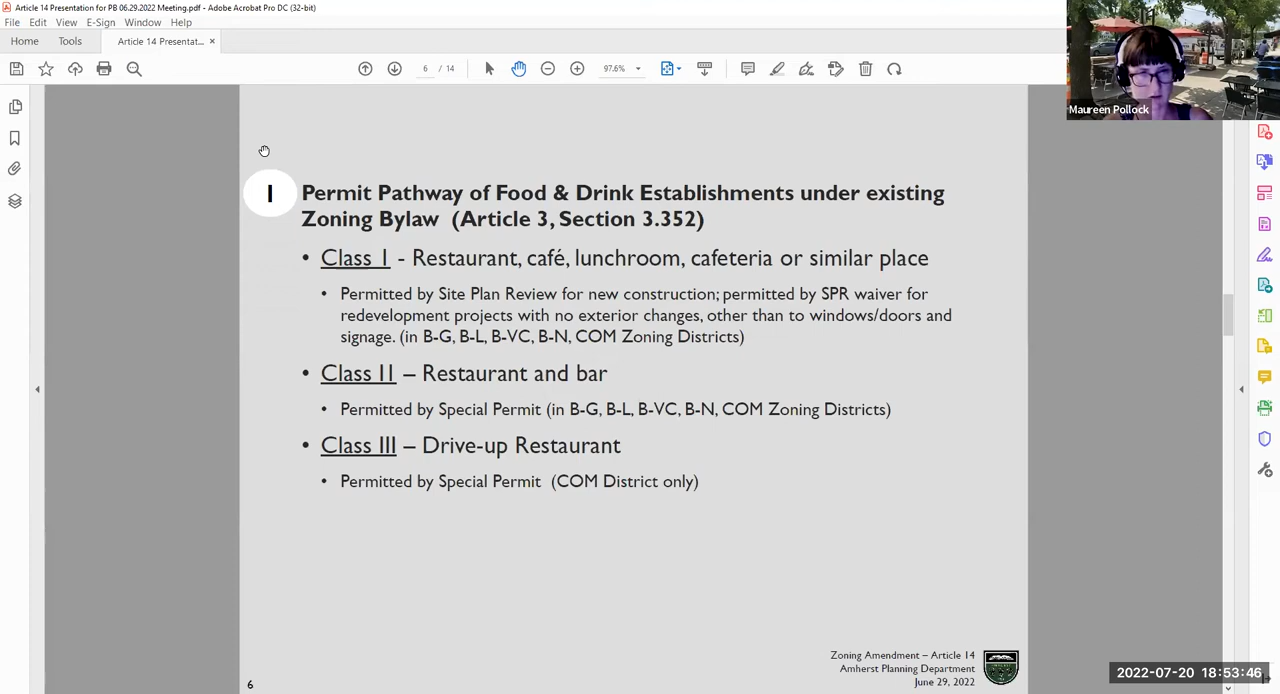 Article 14 Presentation for PB 06.29.2022 Meeting.pdf - Adobe Acrobat Pro DC (32-bit)
File Edit View E-Sign Window Help
Home Tools Article 14 Presentat... ×
6 / 14 97.6%
Maureen Pollock
I Permit Pathway of Food & Drink Establishments under existing
Zoning Bylaw (Article 3, Section 3.352)
• Class I - Restaurant, café, lunchroom, cafeteria or similar place
• Permitted by Site Plan Review for new construction; permitted by SPR waiver for
redevelopment projects with no exterior changes, other than to windows/doors and
signage. (in B-G, B-L, B-VC, B-N, COM Zoning Districts)
• Class II – Restaurant and bar
• Permitted by Special Permit (in B-G, B-L, B-VC, B-N, COM Zoning Districts)
• Class III – Drive-up Restaurant
• Permitted by Special Permit (COM District only)
Zoning Amendment – Article 14
Amherst Planning Department
June 29, 2022
6
2022-07-20 18:53:46